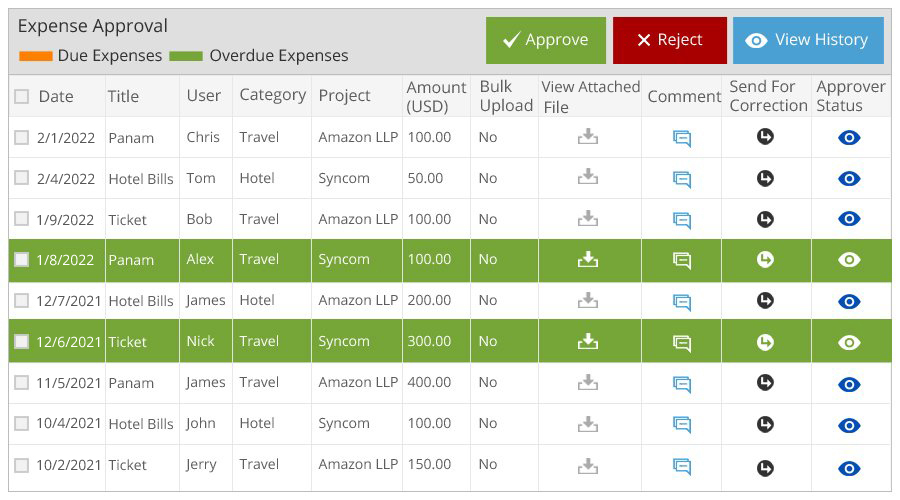 Expense Approval
Due Expenses Overdue Expenses Approve Reject View History
Date Title User Category Project Amount (USD) Bulk Upload View Attached File Comment Send For Correction Approver Status
2/1/2022 Panam Chris Travel Amazon LLP 100.00 No
2/4/2022 Hotel Bills Tom Hotel Syncom 50.00 No
1/9/2022 Ticket Bob Travel Amazon LLP 100.00 No
1/8/2022 Panam Alex Travel Syncom 100.00 No
12/7/2021 Hotel Bills James Hotel Amazon LLP 200.00 No
12/6/2021 Ticket Nick Travel Syncom 300.00 No
11/5/2021 Panam James Travel Amazon LLP 400.00 No
10/4/2021 Hotel Bills John Hotel Syncom 100.00 No
10/2/2021 Ticket Jerry Travel Amazon LLP 150.00 No